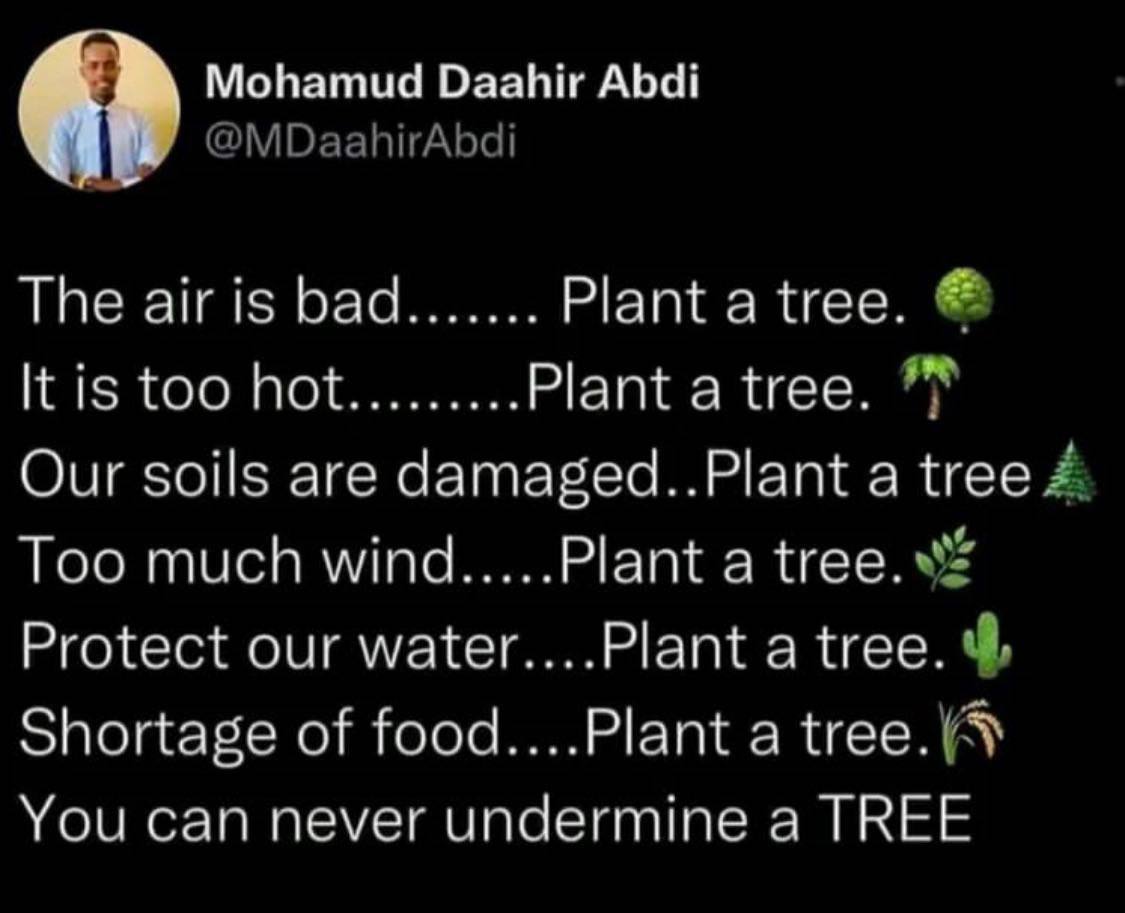 Mohamud Daahir Abdi
@MDaahirAbdi
The air is bad....... Plant a tree. 🌳
It is too hot.........Plant a tree. 🌴
Our soils are damaged..Plant a tree🌲
Too much wind.....Plant a tree.🌿
Protect our water....Plant a tree. 🌵
Shortage of food....Plant a tree.🌾
You can never undermine a TREE